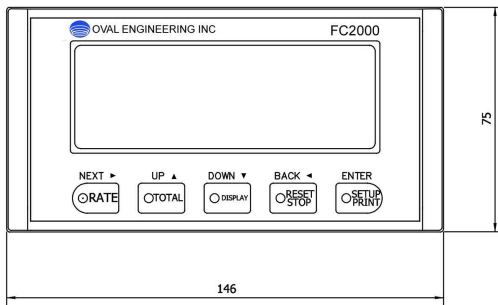 OVAL ENGINEERING INC FC2000
NEXT ► UP ▲ DOWN ▼ BACK ◄ ENTER
RATE TOTAL DISPLAY RESET STOP SETUP PRINT
75
146